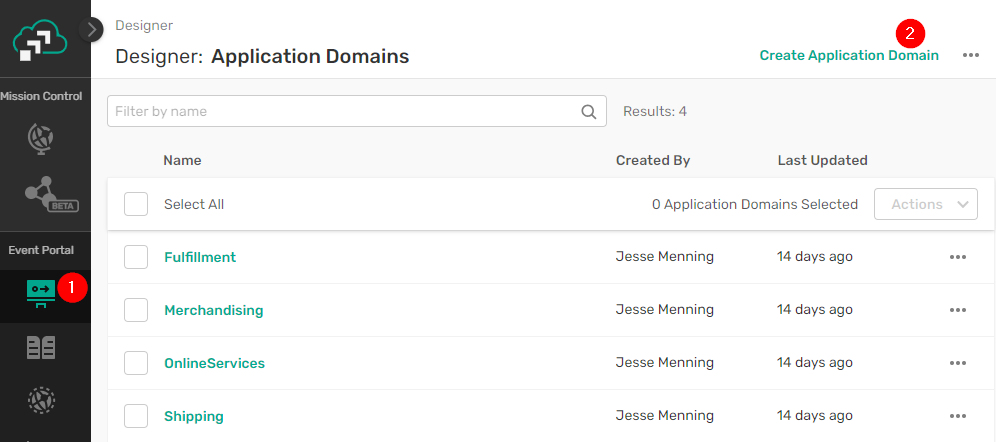 Designer
Designer: Application Domains
2
Create Application Domain
Mission Control
BETA
Event Portal
1
Filter by name
Results: 4
Name Created By Last Updated
Select All 0 Application Domains Selected Actions
Fulfillment Jesse Menning 14 days ago
Merchandising Jesse Menning 14 days ago
OnlineServices Jesse Menning 14 days ago
Shipping Jesse Menning 14 days ago